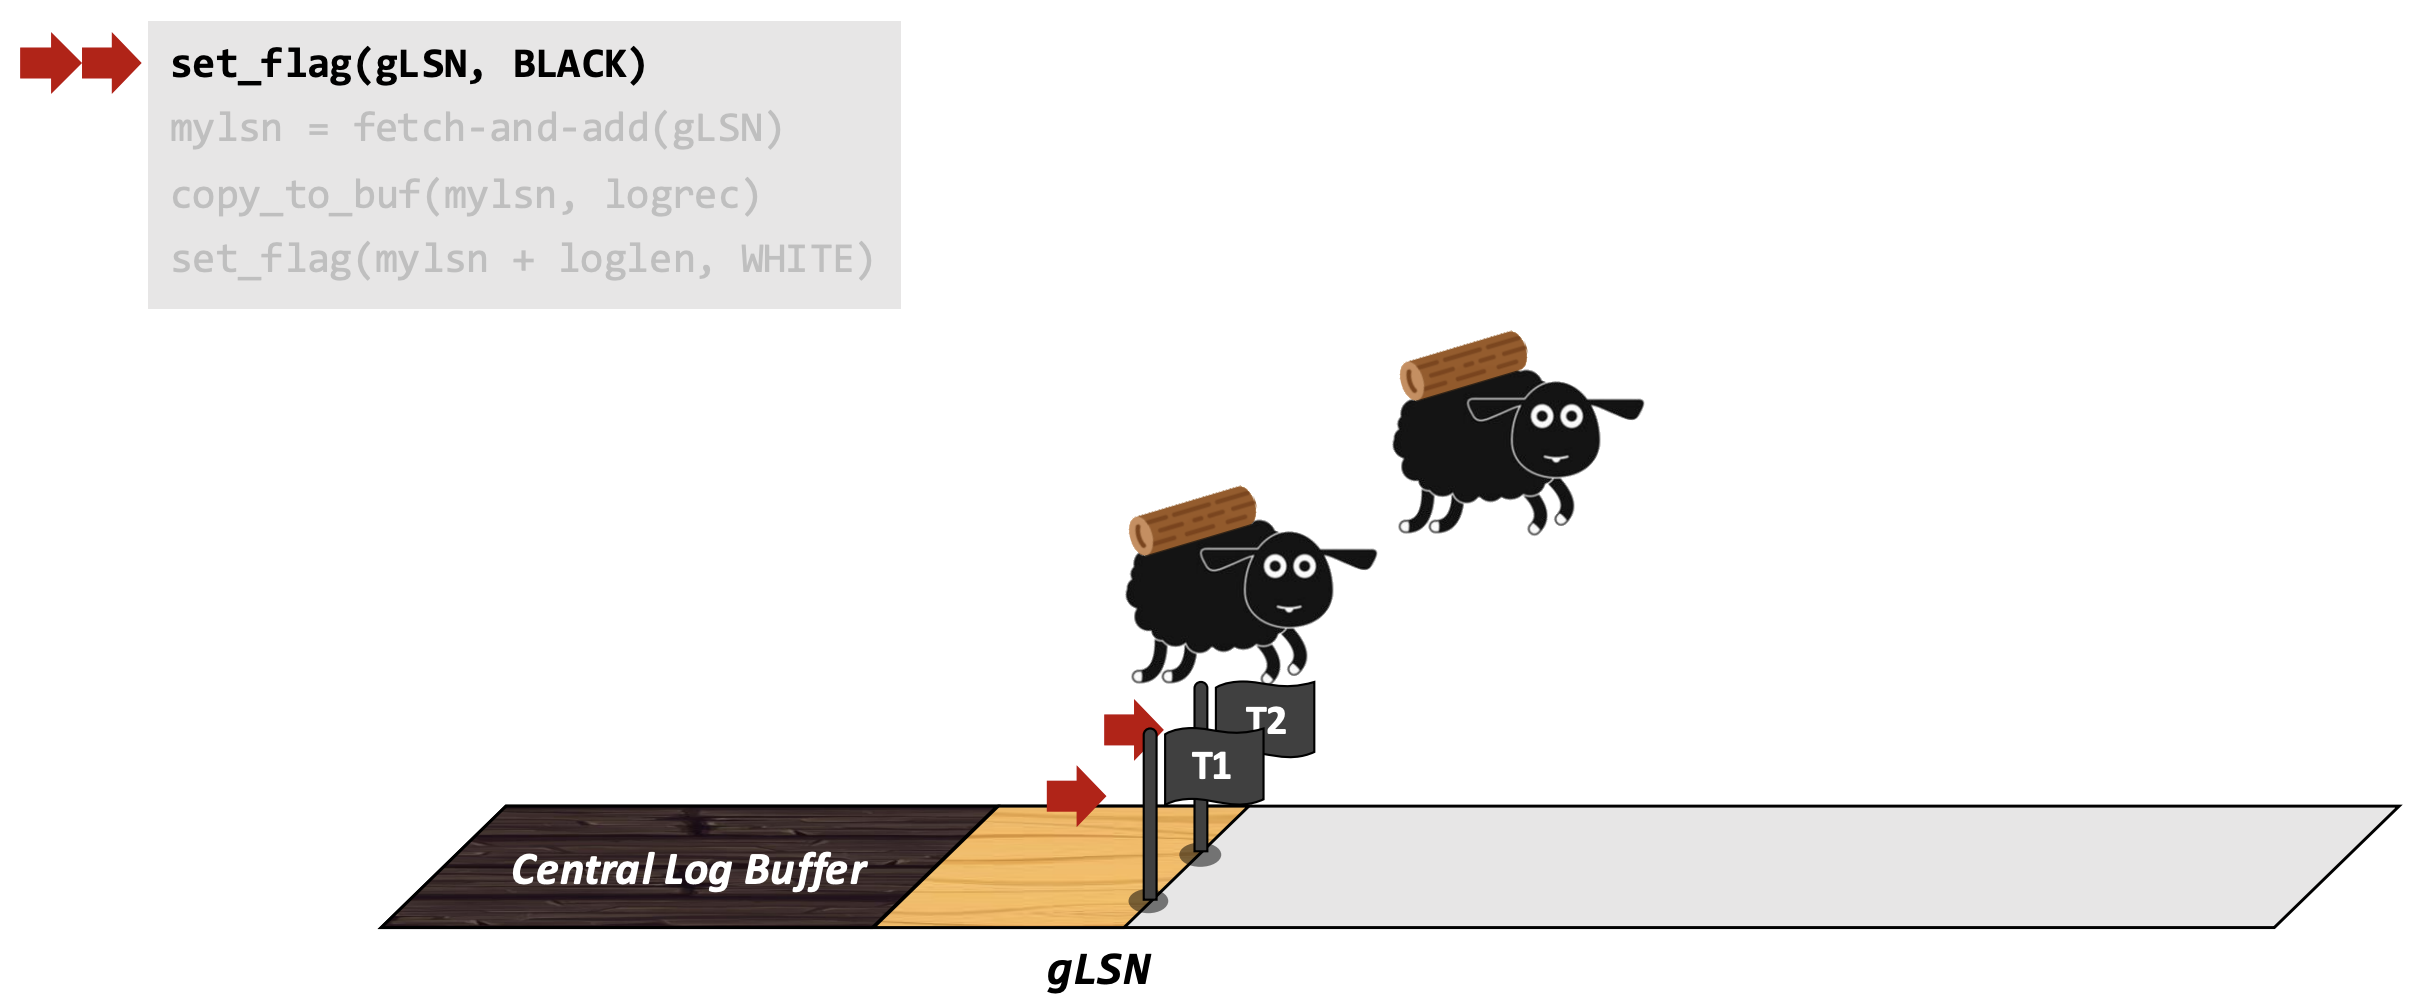 set_flag(gLSN, BLACK)
mylsn = fetch-and-add(gLSN)
copy_to_buf(mylsn, logrec)
set_flag(mylsn + loglen, WHITE)
T2
T1
Central Log Buffer
gLSN